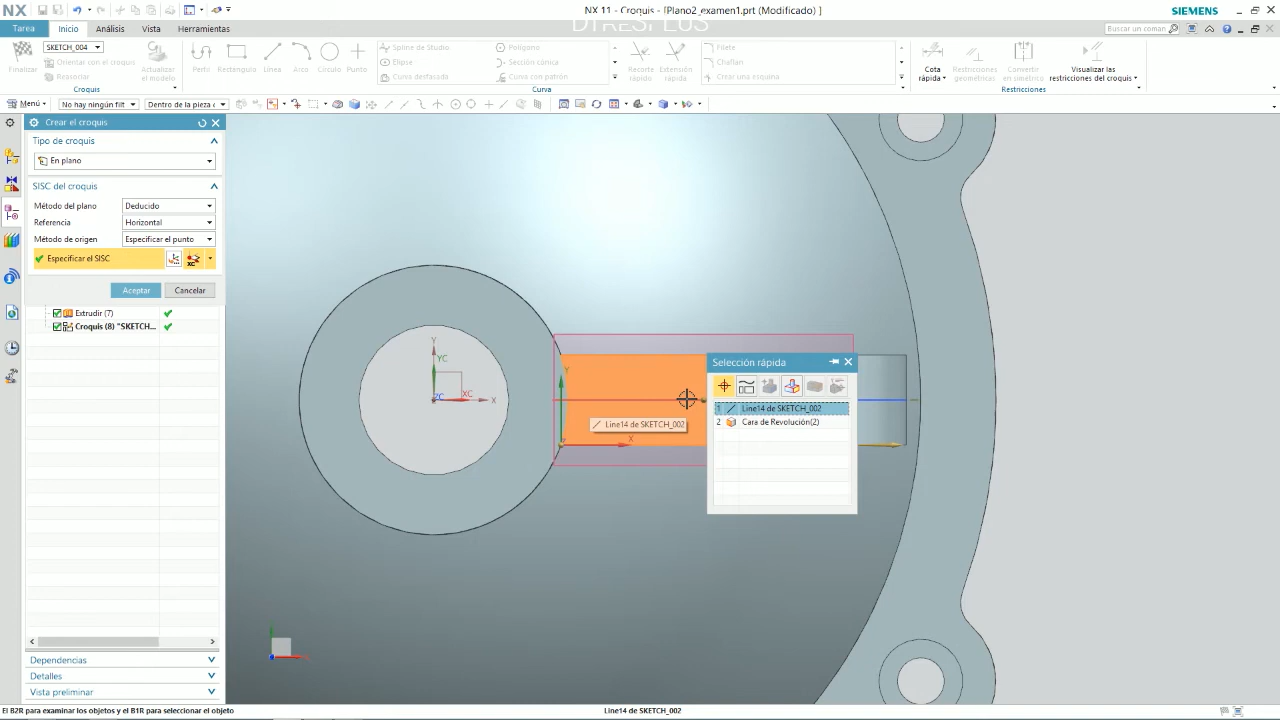 NX
NX 11 - Croquis - [Plano2_examen1.prt (Modificado) ]
SIEMENS
DTRESPLUS
Tarea
Inicio
Análisis
Vista
Herramientas
Buscar un coman
SKETCH_004
Finalizar
Orientar con el croquis
Reasociar
Actualizar el modelo
Croquis
Perfil
Rectángulo
Línea
Arco
Círculo
Punto
Spline de Studio
Elipse
Curva desfasada
Polígono
Sección cónica
Curva con patrón
Curva
Recorte rápido
Extensión rápida
Filete
Chaflán
Crear una esquina
Cota rápida
Restricciones geométricas
Convertir en simétrico
Visualizar las restricciones del croquis
Restricciones
Menú
No hay ningún filt
Dentro de la pieza c
Crear el croquis
Tipo de croquis
En plano
SISC del croquis
Método del plano
Deducido
Referencia
Horizontal
Método de origen
Especificar el punto
Especificar el SISC
Aceptar
Cancelar
Extrudir (7)
Croquis (8) "SKETCH...
Dependencias
Detalles
Vista preliminar
Y
YC
XC
X
ZC
Y
X
Line14 de SKETCH_002
Selección rápida
1 Line14 de SKETCH_002
2 Cara de Revolución(2)
El B2R para examinar los objetos y el B1R para seleccionar el objeto
Line14 de SKETCH_002